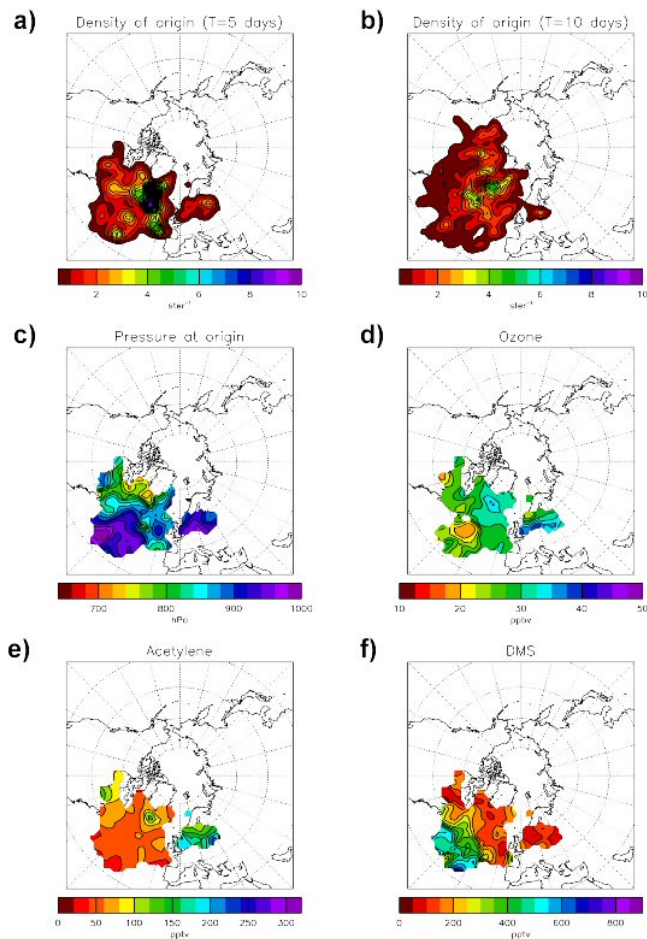 a)
Density of origin (T=5 days)
2 4 6 8 10
ster⁻¹
b)
Density of origin (T=10 days)
2 4 6 8 10
ster⁻¹
c)
Pressure at origin
700 800 900 1000
hPa
d)
Ozone
10 20 30 40 50
ppbv
e)
Acetylene
0 50 100 150 200 250 300
pptv
f)
DMS
0 200 400 600 800
pptv